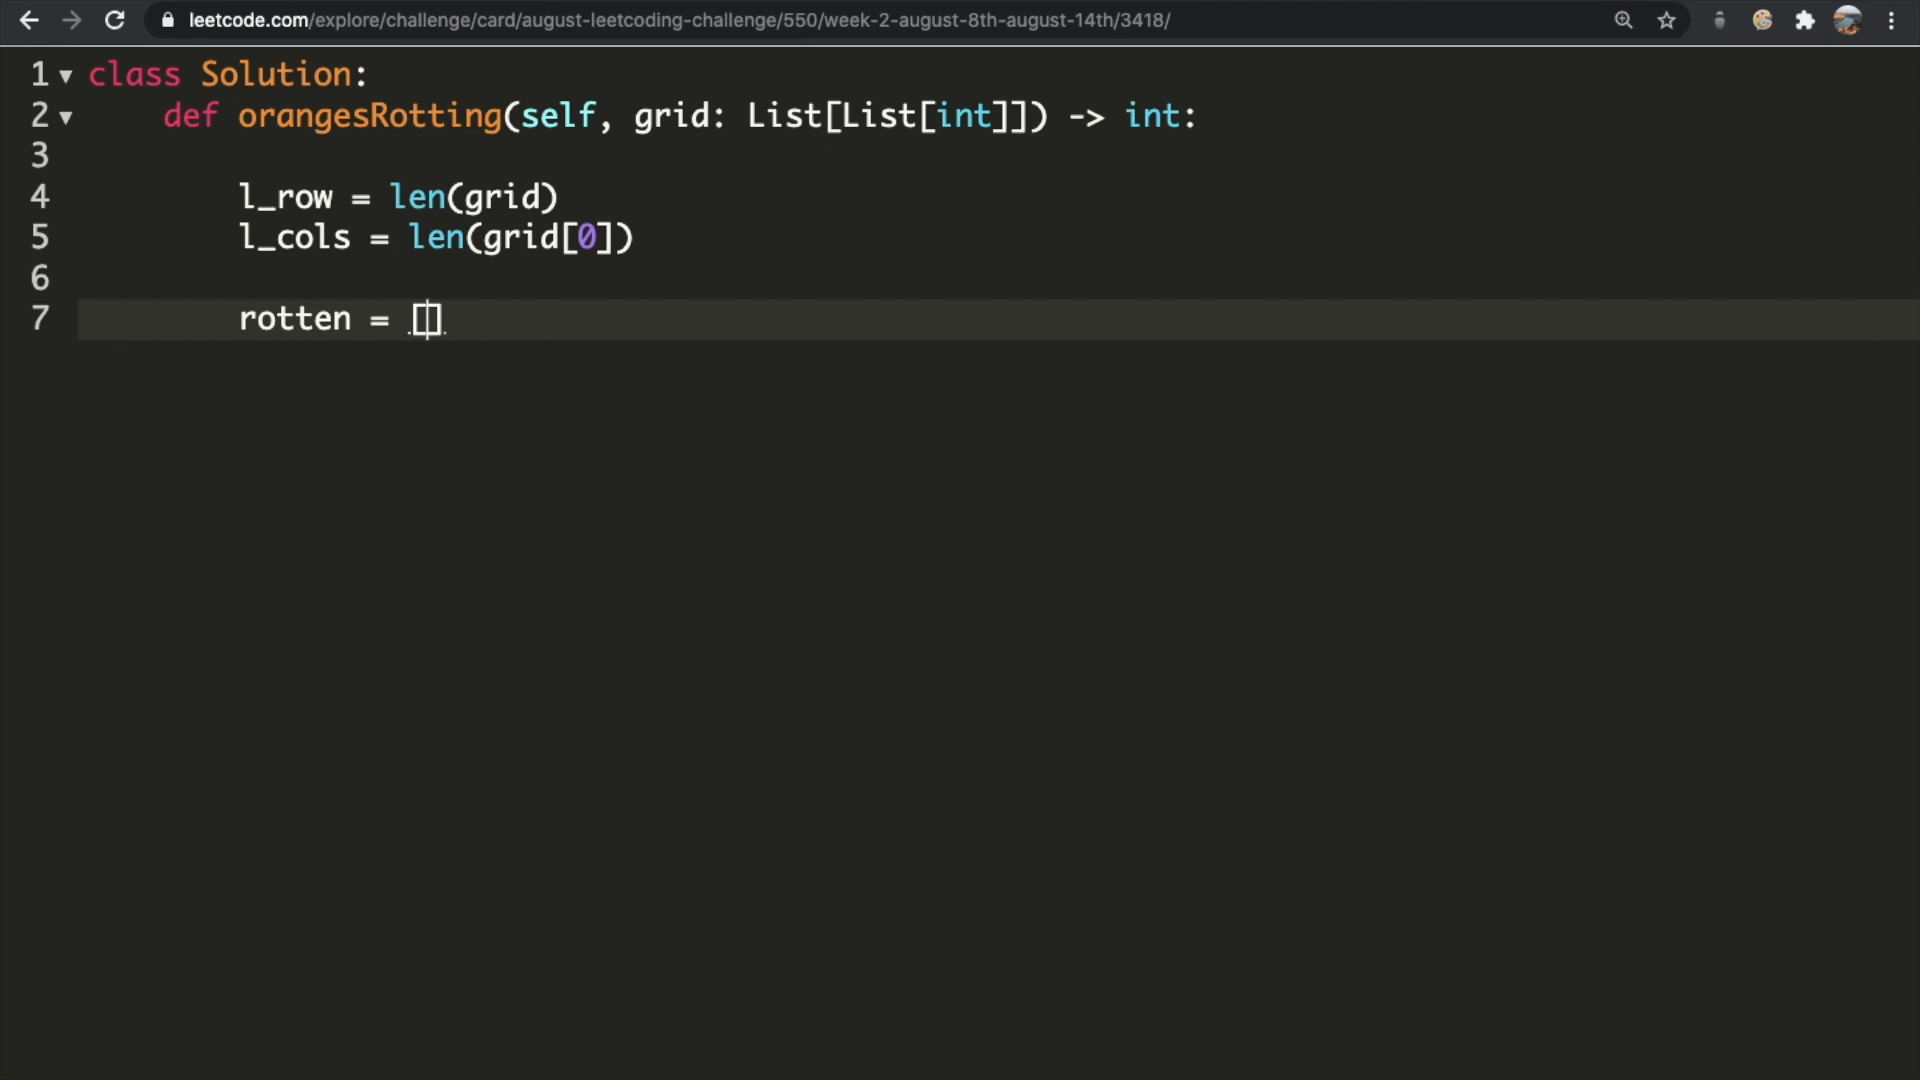 leetcode.com/explore/challenge/card/august-leetcoding-challenge/550/week-2-august-8th-august-14th/3418/
1 class Solution:
2 def orangesRotting(self, grid: List[List[int]]) -> int:
3
4 l_row = len(grid)
5 l_cols = len(grid[0])
6
7 rotten = []